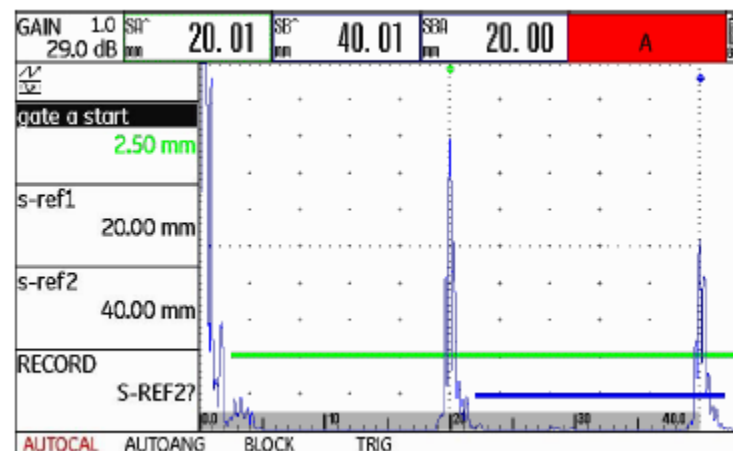 GAIN 1.0
29.0 dB
SA^ mm 20.01
SB^ mm 40.01
SBA mm 20.00
A
gate a start
2.50 mm
s-ref1
20.00 mm
s-ref2
40.00 mm
RECORD
S-REF2?
0.0 10 20 30 40.0
AUTOCAL AUTOANG BLOCK TRIG